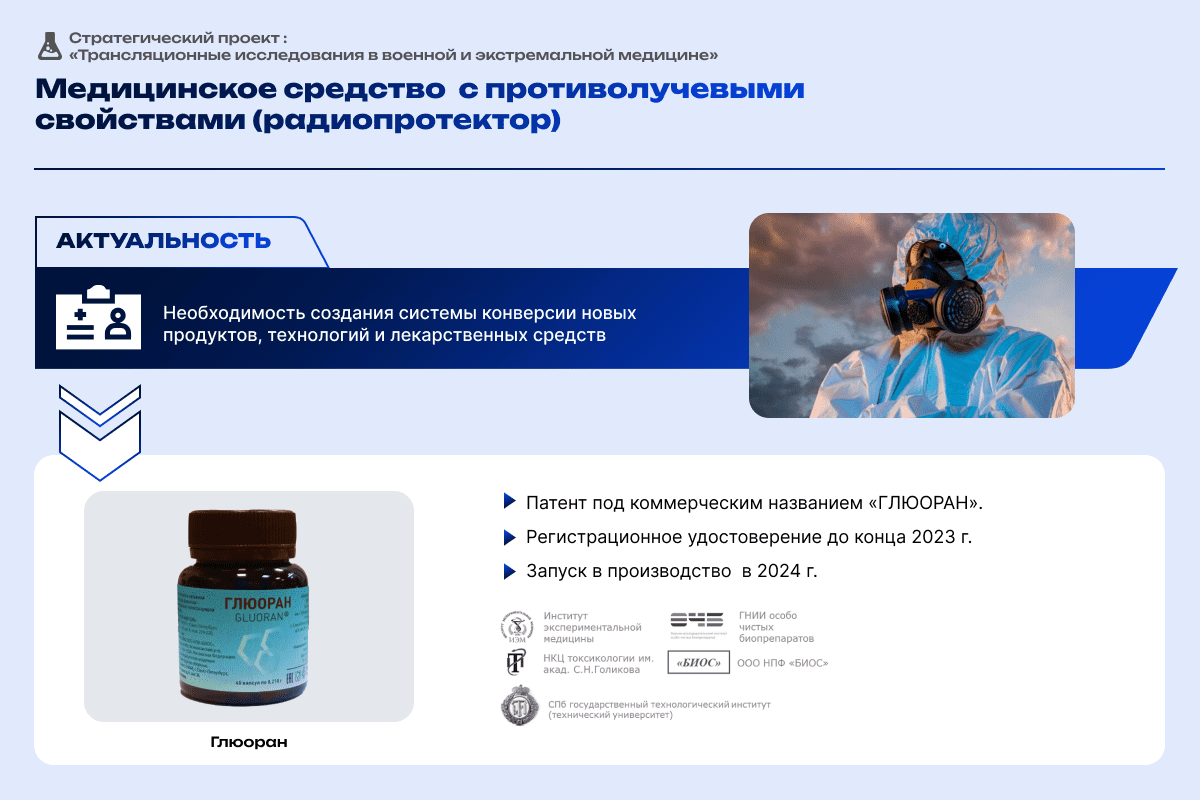 Стратегический проект :
«Трансляционные исследования в военной и экстремальной медицине»
Медицинское средство с противолучевыми
свойствами (радиопротектор)
АКТУАЛЬНОСТЬ
Необходимость создания системы конверсии новых
продуктов, технологий и лекарственных средств
ГЛЮОРАН
GLUORAN®
Глюоран
Патент под коммерческим названием «ГЛЮОРАН».
Регистрационное удостоверение до конца 2023 г.
Запуск в производство в 2024 г.
ИЭМ
Институт
экспериментальной
медицины
ОЧБ
ГНИИ особо
чистых
биопрепаратов
НКЦ токсикологии им.
акад. С.Н.Голикова
«БИОС»
ООО НПФ «БИОС»
СПб государственный технологический институт
(технический университет)